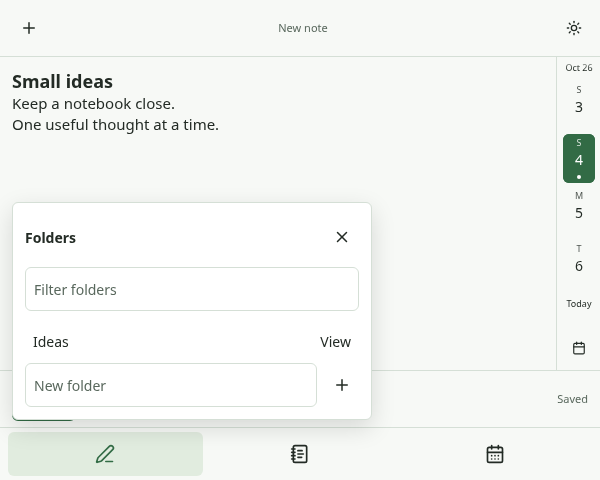 New note
Small ideas
Keep a notebook close.
One useful thought at a time.
Oct 26
S
3
S
4
M
5
T
6
Today
Folders
Filter folders
Ideas
View
New folder
Saved